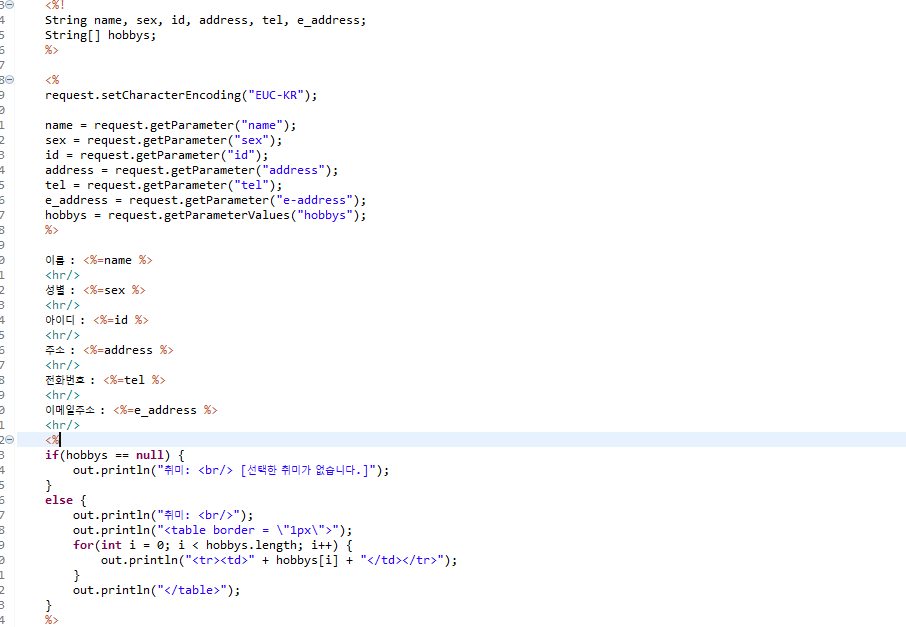 3 <%!
4 String name, sex, id, address, tel, e_address;
5 String[] hobbys;
6 %>
7
8 <%
9 request.setCharacterEncoding("EUC-KR");
0
1 name = request.getParameter("name");
2 sex = request.getParameter("sex");
3 id = request.getParameter("id");
4 address = request.getParameter("address");
5 tel = request.getParameter("tel");
6 e_address = request.getParameter("e-address");
7 hobbys = request.getParameterValues("hobbys");
8 %>
9
0 이름 : <%=name %>
1 <hr/>
2 성별 : <%=sex %>
3 <hr/>
4 아이디 : <%=id %>
5 <hr/>
6 주소 : <%=address %>
7 <hr/>
8 전화번호 : <%=tel %>
9 <hr/>
0 이메일주소 : <%=e_address %>
1 <hr/>
2 <%
3 if(hobbys == null) {
4 out.println("취미: <br/> [선택한 취미가 없습니다.]");
5 }
6 else {
7 out.println("취미: <br/>");
8 out.println("<table border = \"1px\">");
9 for(int i = 0; i < hobbys.length; i++) {
0 out.println("<tr><td>" + hobbys[i] + "</td></tr>");
1 }
2 out.println("</table>");
3 }
4 %>